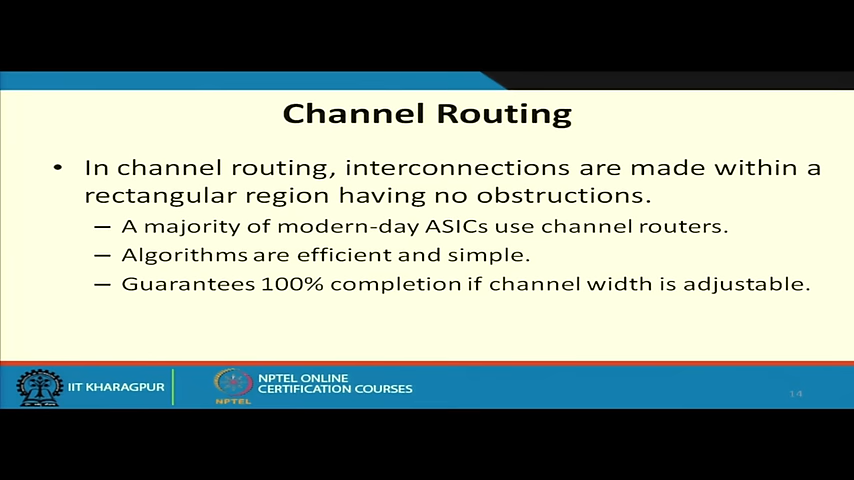 Channel Routing
• In channel routing, interconnections are made within a
rectangular region having no obstructions.
– A majority of modern-day ASICs use channel routers.
– Algorithms are efficient and simple.
– Guarantees 100% completion if channel width is adjustable.
IIT KHARAGPUR
NPTEL
NPTEL ONLINE
CERTIFICATION COURSES
14